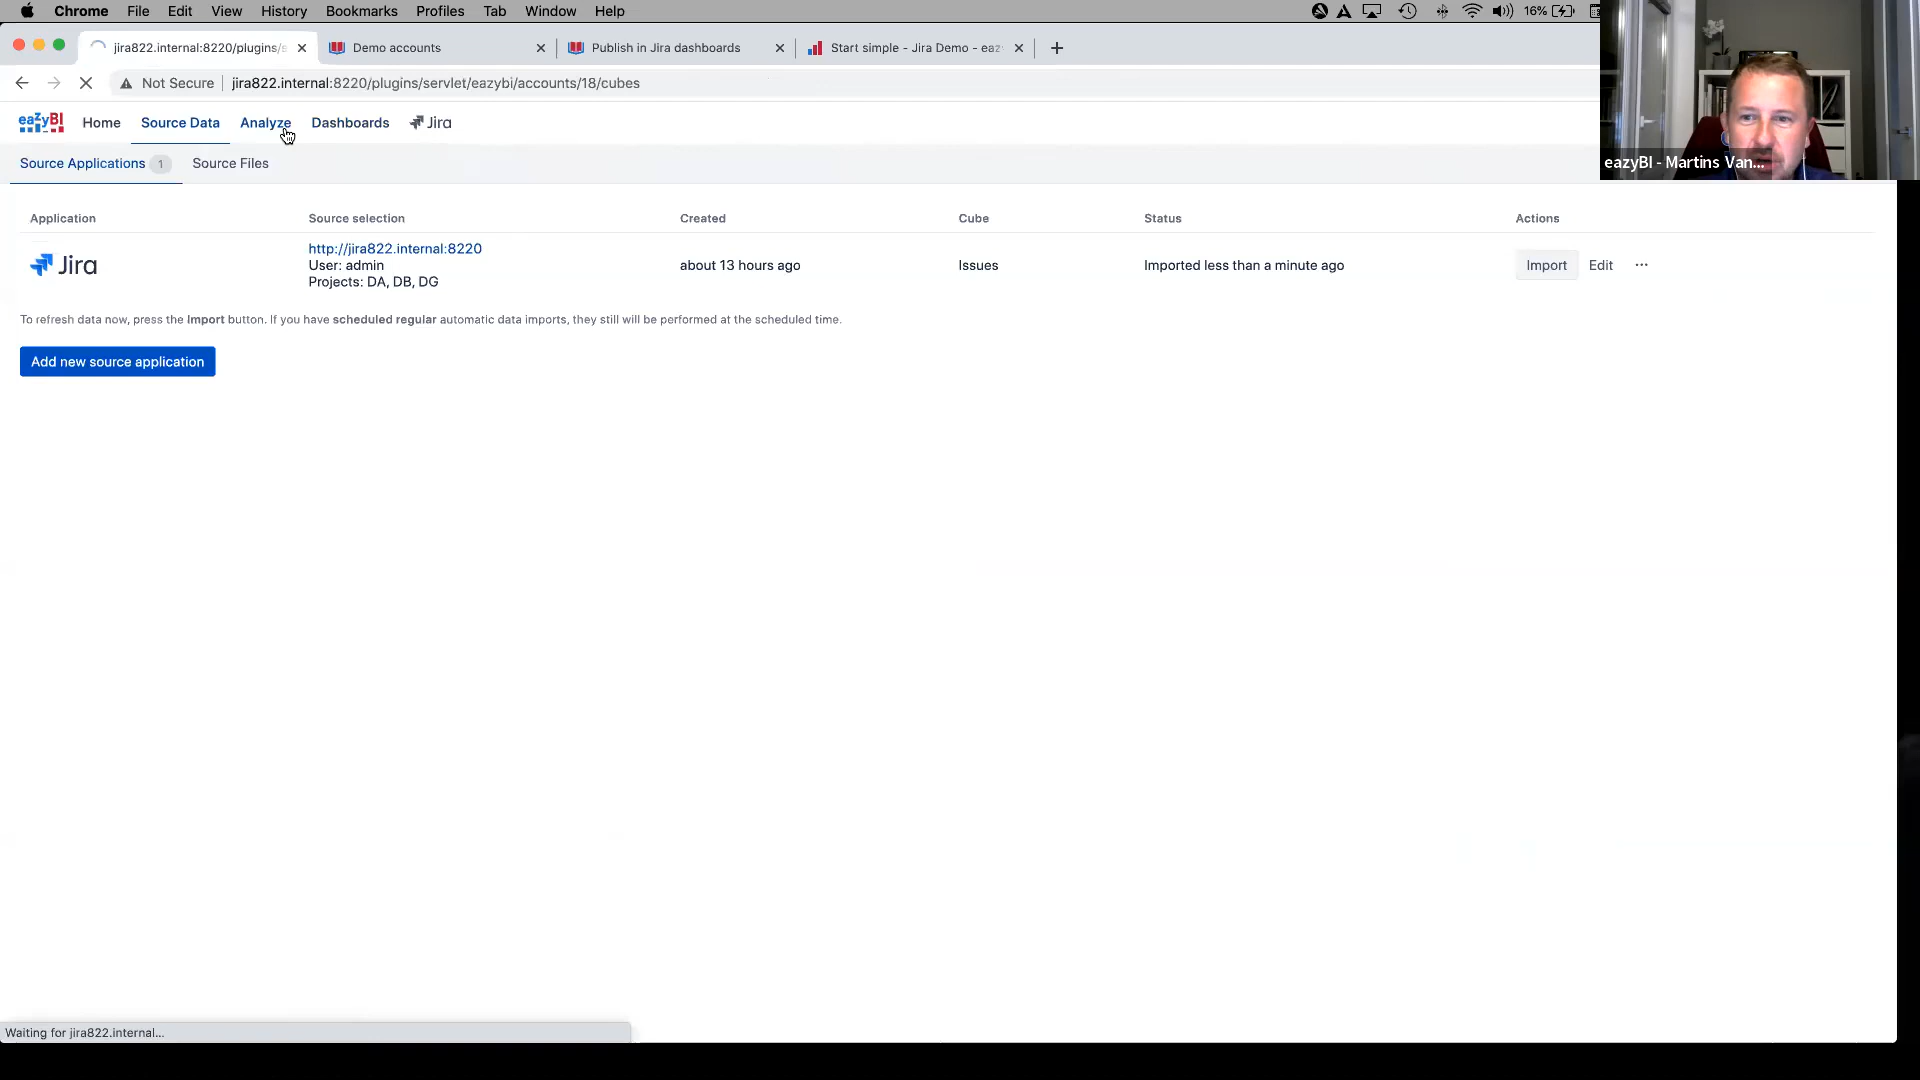 Chrome File Edit View History Bookmarks Profiles Tab Window Help 16%
jira822.internal:8220/plugins/s Demo accounts Publish in Jira dashboards Start simple - Jira Demo - eaz
Not Secure jira822.internal:8220/plugins/servlet/eazybi/accounts/18/cubes
eazyBI Home Source Data Analyze Dashboards Jira
eazyBI - Martins Van...
Source Applications 1 Source Files
Application Source selection Created Cube Status Actions
http://jira822.internal:8220
Jira User: admin about 13 hours ago Issues Imported less than a minute ago Import Edit ...
Projects: DA, DB, DG
To refresh data now, press the Import button. If you have scheduled regular automatic data imports, they still will be performed at the scheduled time.
Add new source application
Waiting for jira822.internal...